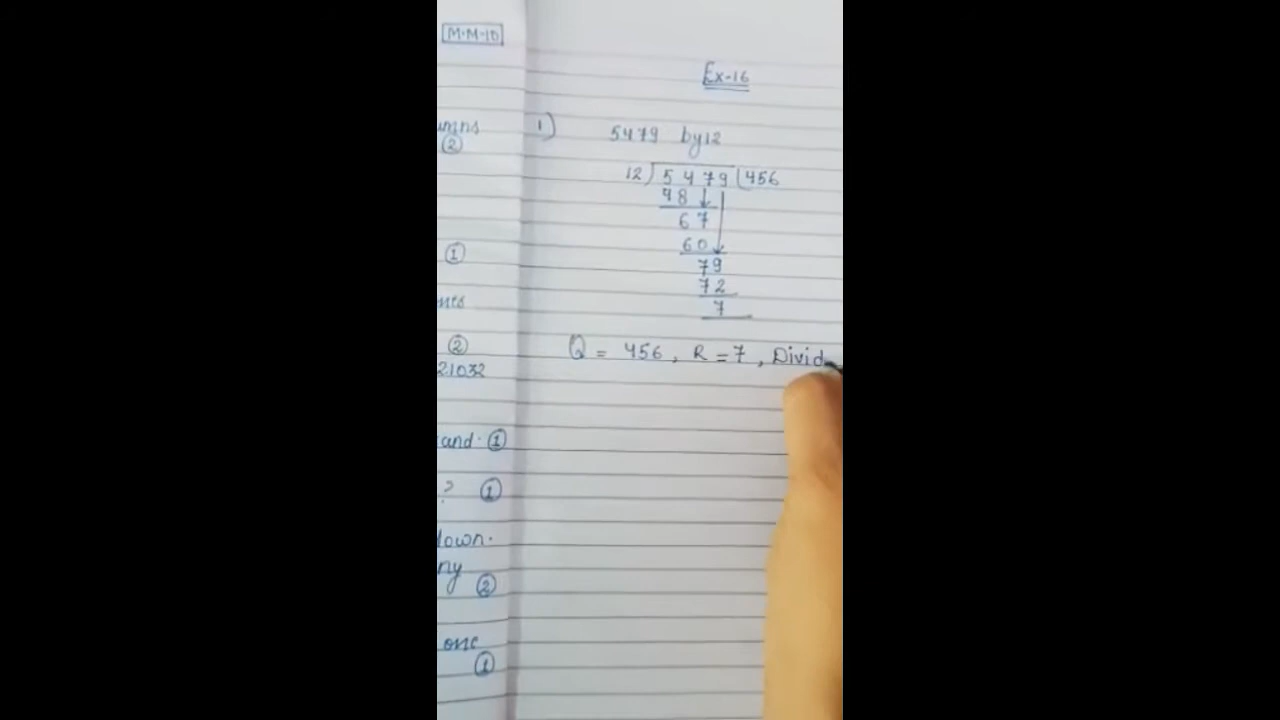 M.M-10
umns
②
①
nes
②
21032
and. ①
? ①
down.
ny ②
one
①
Ex-16
1) 5479 by 12
12) 5 4 7 9 (456
48
67
60
79
72
7
Q = 456, R = 7, Divid